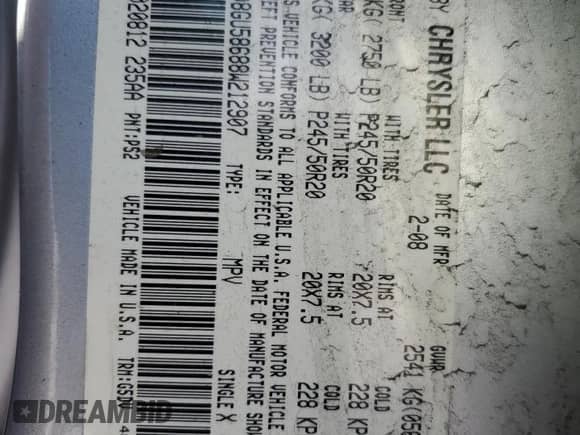 BY CHRYSLER LLC
DATE OF MFR
2-08
GVWR
2541 KG(
FRONT
WITH TIRES
RIMS AT
COLD
KG( 2750 LB) P245/50R20
20X7.5
228 KP
REAR
WITH TIRES
RIMS AT
COLD
KG( 3200 LB) P245/50R20
20X7.5
228 KP
VEHICLE CONFORMS TO ALL APPLICABLE U.S.A. FEDERAL MOTOR VEHICLE
EFT PREVENTION STANDARDS IN EFFECT ON THE DATE OF MANUFACTURE SHOW
8GU58688W212907
TYPE: MPV
SINGLE X
020812 235AA PNT:PS2
VEHICLE MADE IN U.S.A.
TRM:
DREAMBID